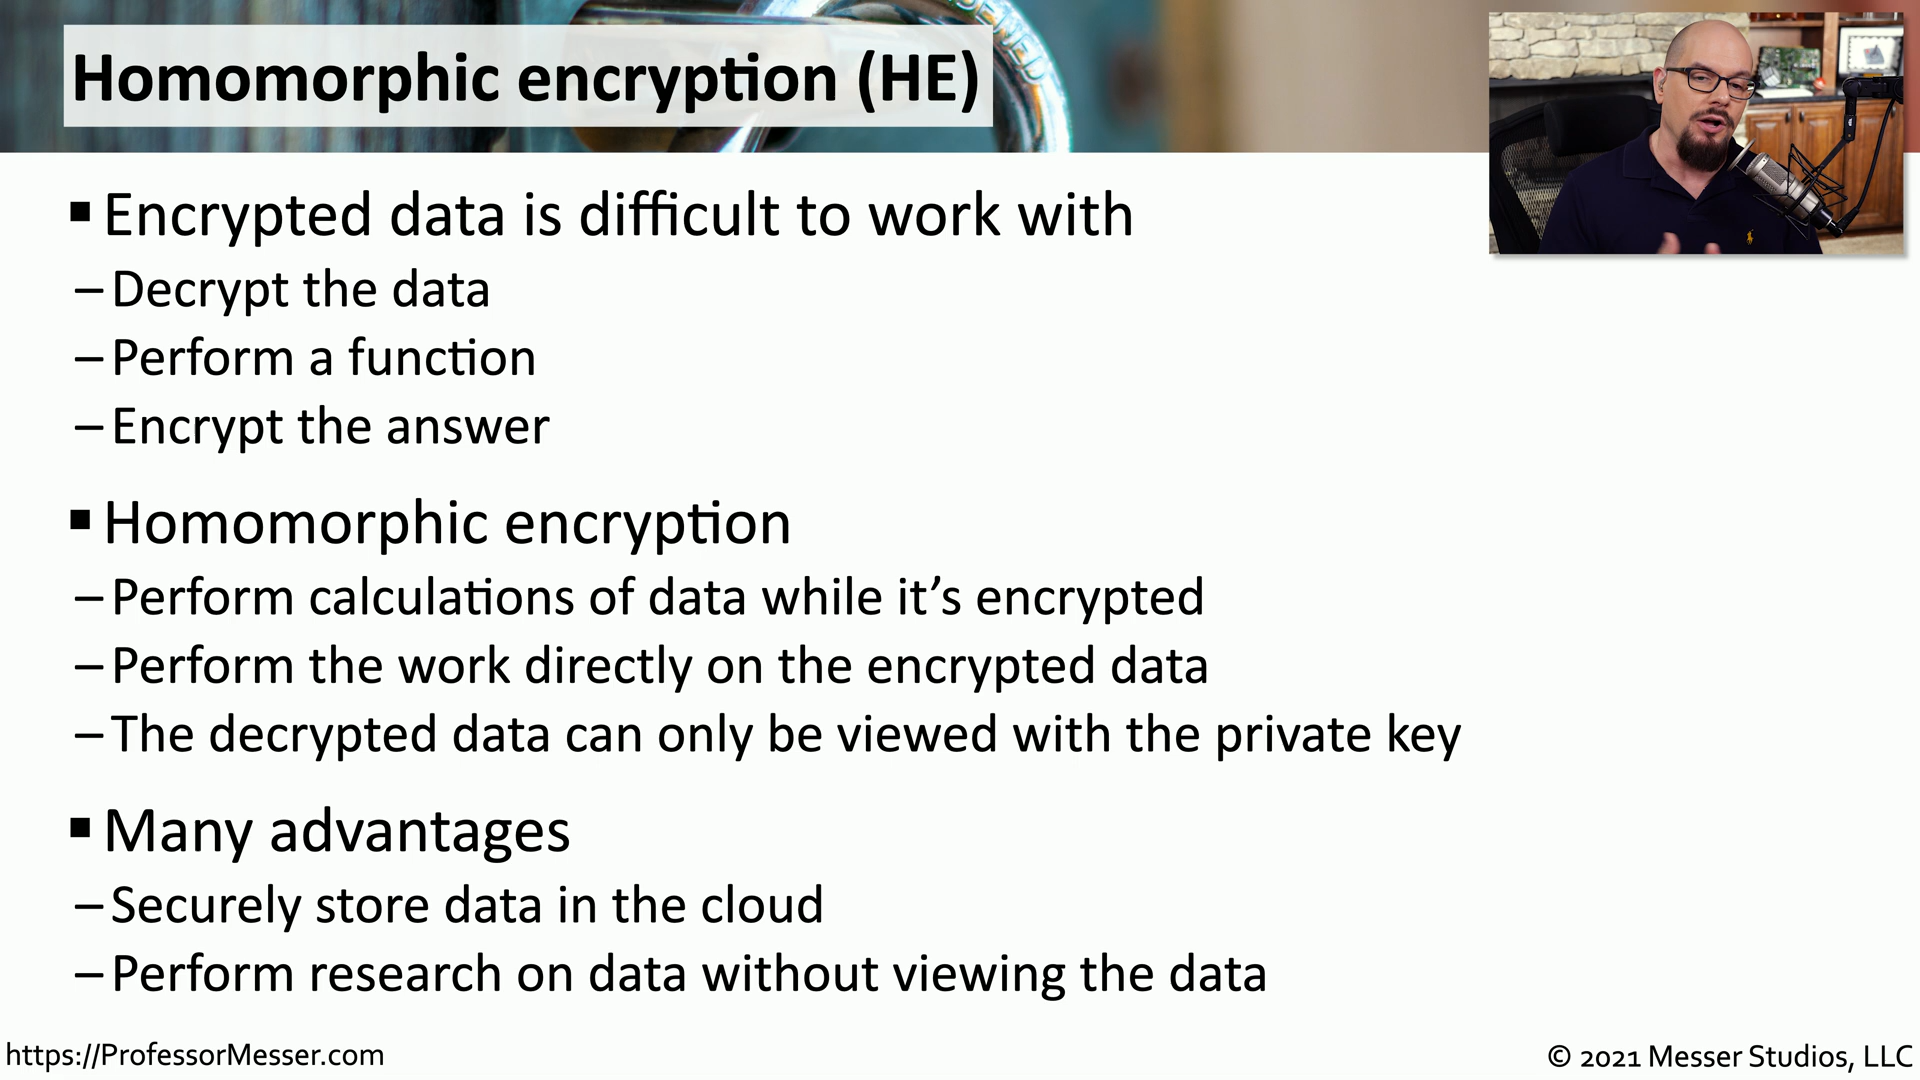 Homomorphic encryption (HE)
▪ Encrypted data is difficult to work with
– Decrypt the data
– Perform a function
– Encrypt the answer
▪ Homomorphic encryption
– Perform calculations of data while it’s encrypted
– Perform the work directly on the encrypted data
– The decrypted data can only be viewed with the private key
▪ Many advantages
– Securely store data in the cloud
– Perform research on data without viewing the data
https://ProfessorMesser.com
© 2021 Messer Studios, LLC